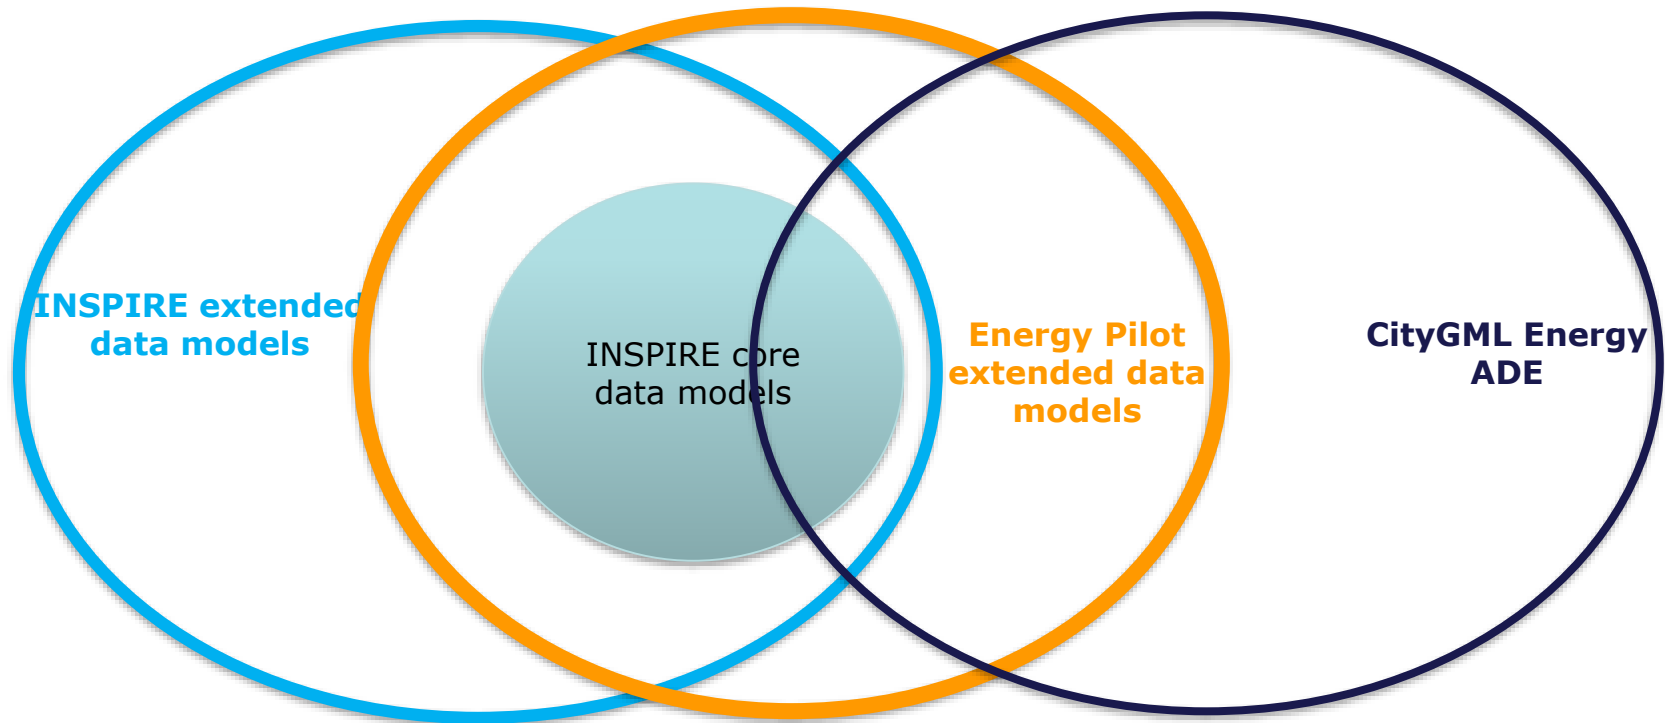 INSPIRE extended
data models
INSPIRE core
data models
Energy Pilot
extended data
models
CityGML Energy
ADE